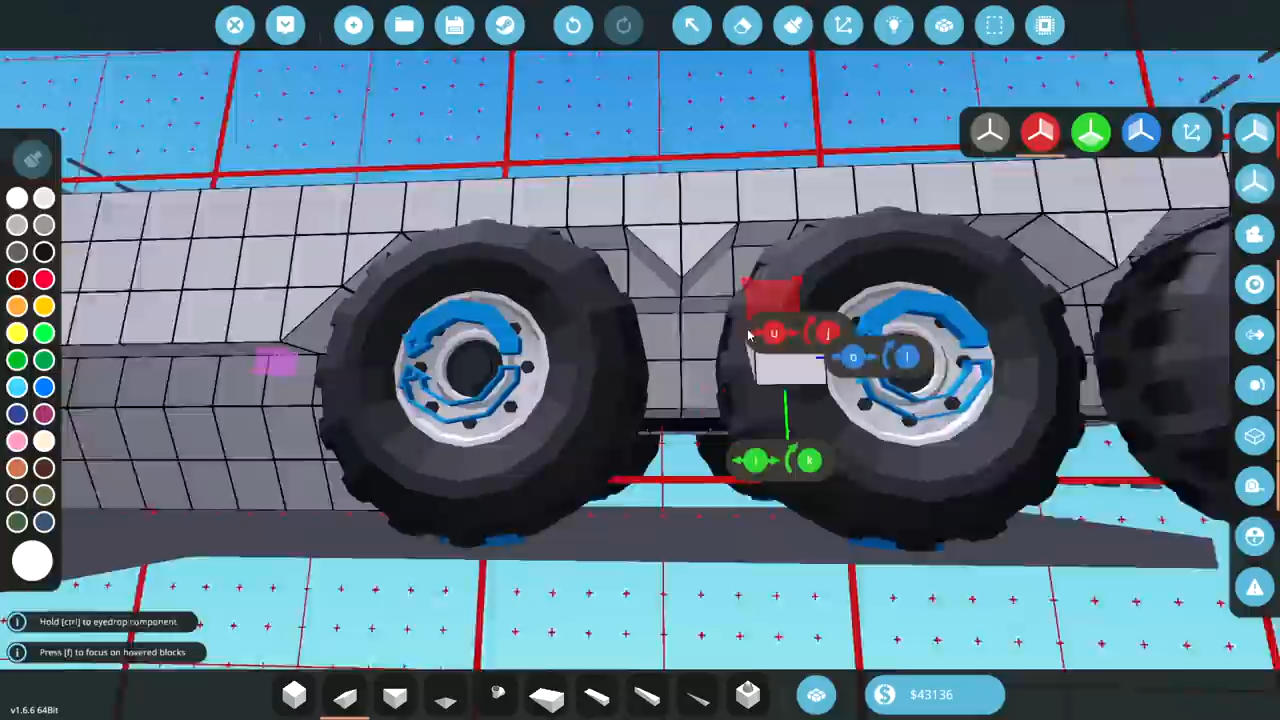 u j
o l
i k
Hold [ctrl] to eyedrop component
Press [f] to focus on hovered blocks
v1.6.6 64Bit
$43136